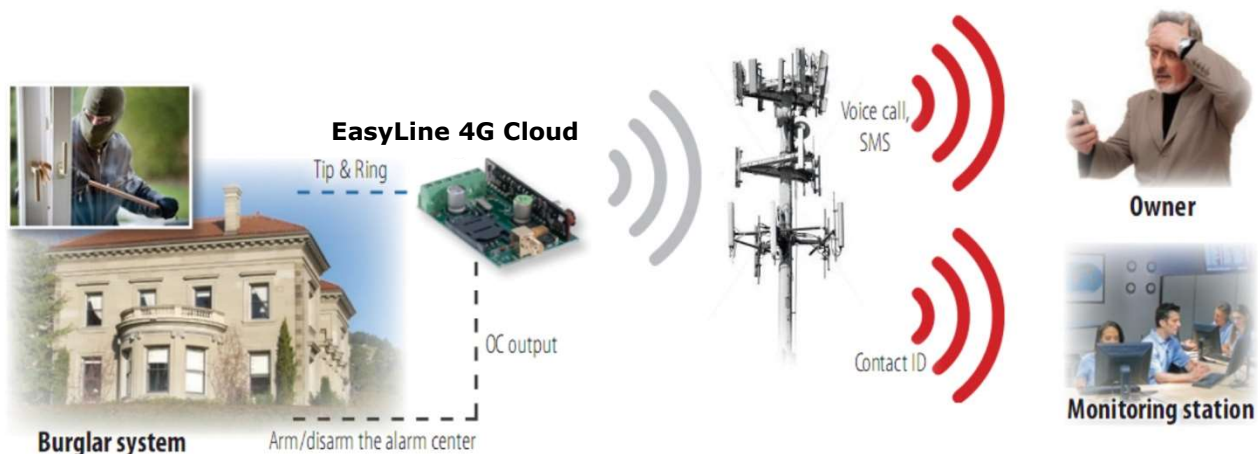 EasyLine 4G Cloud
Tip & Ring
Voice call,
SMS
Owner
OC output
Contact ID
Burglar system
Arm/disarm the alarm center
Monitoring station